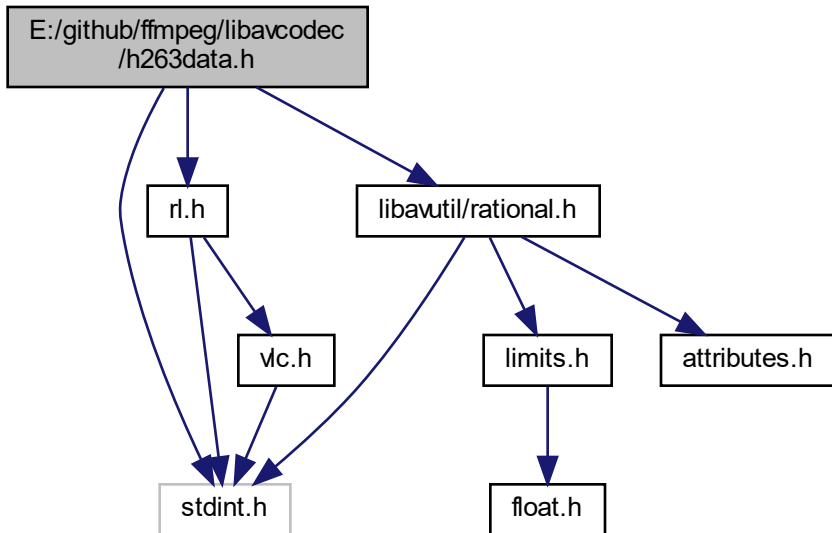 E:/github/ffmpeg/libavcodec
/h263data.h
rl.h
libavutil/rational.h
vlc.h
limits.h
attributes.h
stdint.h
float.h